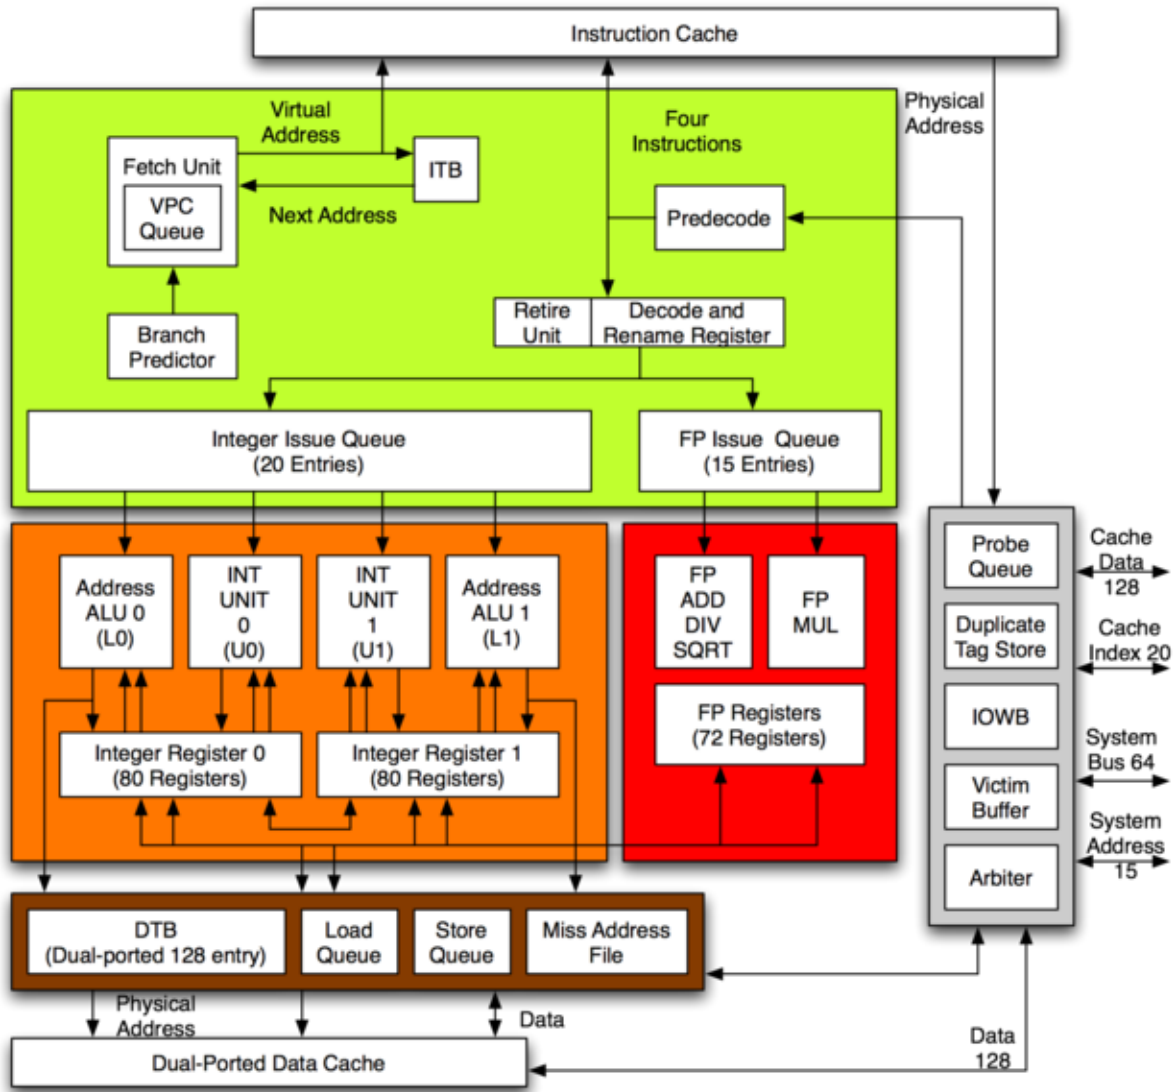 Instruction Cache
Virtual
Address
Four
Instructions
Physical
Address
Fetch Unit
VPC
Queue
ITB
Next Address
Predecode
Branch
Predictor
Retire
Unit
Decode and
Rename Register
Integer Issue Queue
(20 Entries)
FP Issue Queue
(15 Entries)
Address
ALU 0
(L0)
INT
UNIT
0
(U0)
INT
UNIT
1
(U1)
Address
ALU 1
(L1)
FP
ADD
DIV
SQRT
FP
MUL
Integer Register 0
(80 Registers)
Integer Register 1
(80 Registers)
FP Registers
(72 Registers)
Probe
Queue
Duplicate
Tag Store
IOWB
Victim
Buffer
Arbiter
Cache
Data
128
Cache
Index 20
System
Bus 64
System
Address
15
DTB
(Dual-ported 128 entry)
Load
Queue
Store
Queue
Miss Address
File
Physical
Address
Data
Data
128
Dual-Ported Data Cache